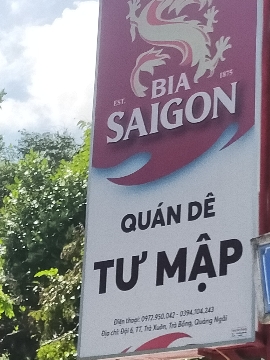 BIA
EST. 1875
SAIGON
QUÁN DÊ
TƯ MẬP
Điện thoại: 0977.950.042 - 0394.104.243
Địa chỉ: Đội 6, TT, Trà Xuân, Trà Bồng, Quảng Ngãi